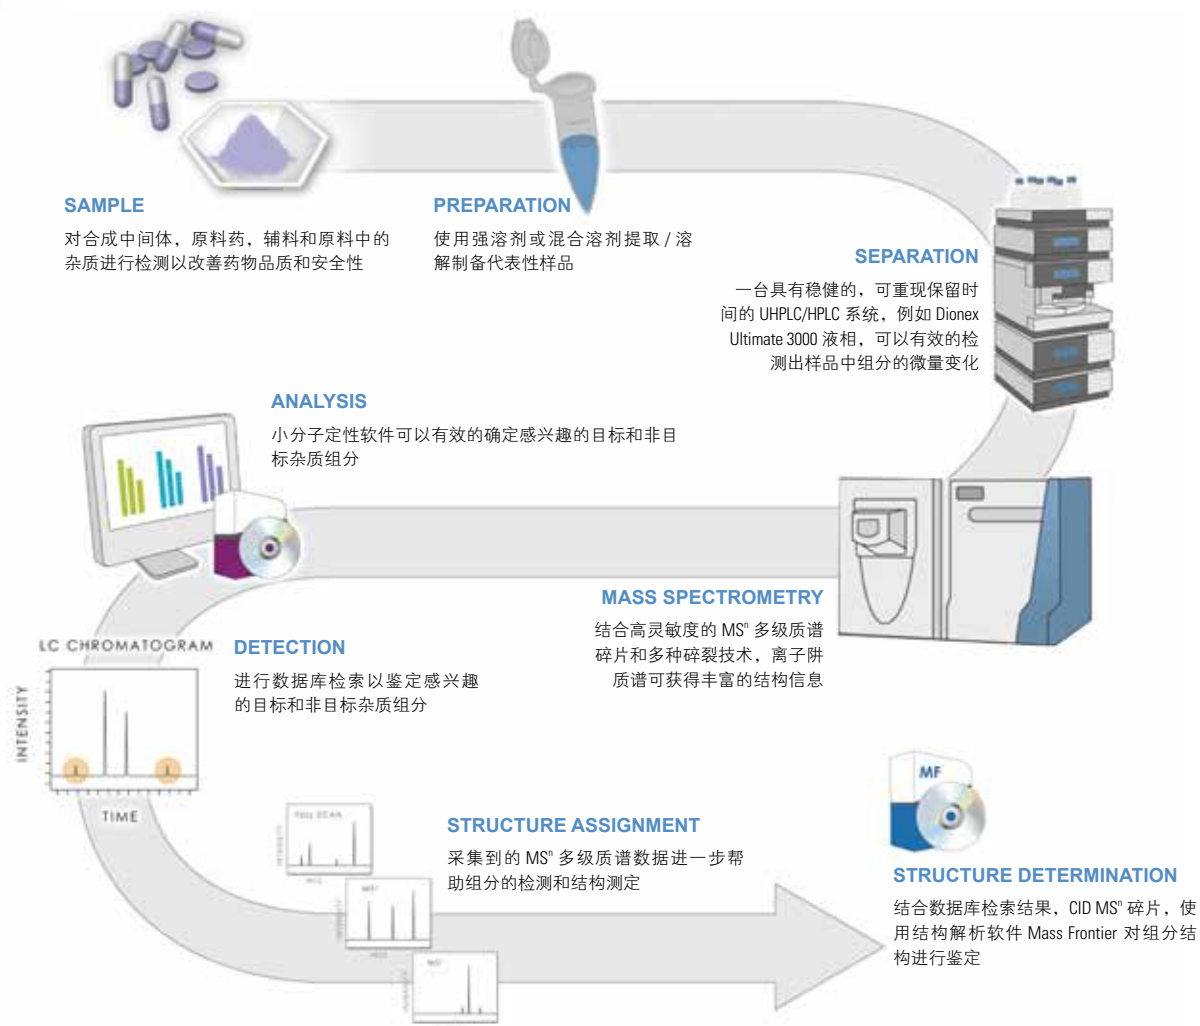 SAMPLE
对合成中间体，原料药，辅料和原料中的
杂质进行检测以改善药物品质和安全性
PREPARATION
使用强溶剂或混合溶剂提取 / 溶
解制备代表性样品
SEPARATION
一台具有稳健的，可重现保留时
间的 UHPLC/HPLC 系统，例如 Dionex
Ultimate 3000 液相，可以有效的检
测出样品中组分的微量变化
ANALYSIS
小分子定性软件可以有效的确定感兴趣的目标和非目
标杂质组分
MASS SPECTROMETRY
结合高灵敏度的 MSⁿ 多级质谱
碎片和多种碎裂技术，离子阱
质谱可获得丰富的结构信息
LC CHROMATOGRAM
INTENSITY
TIME
DETECTION
进行数据库检索以鉴定感兴趣
的目标和非目标杂质组分
FULL SCAN
STRUCTURE ASSIGNMENT
采集到的 MSⁿ 多级质谱数据进一步帮
助组分的检测和结构测定
MF
STRUCTURE DETERMINATION
结合数据库检索结果，CID MSⁿ 碎片，使
用结构解析软件 Mass Frontier 对组分结
构进行鉴定